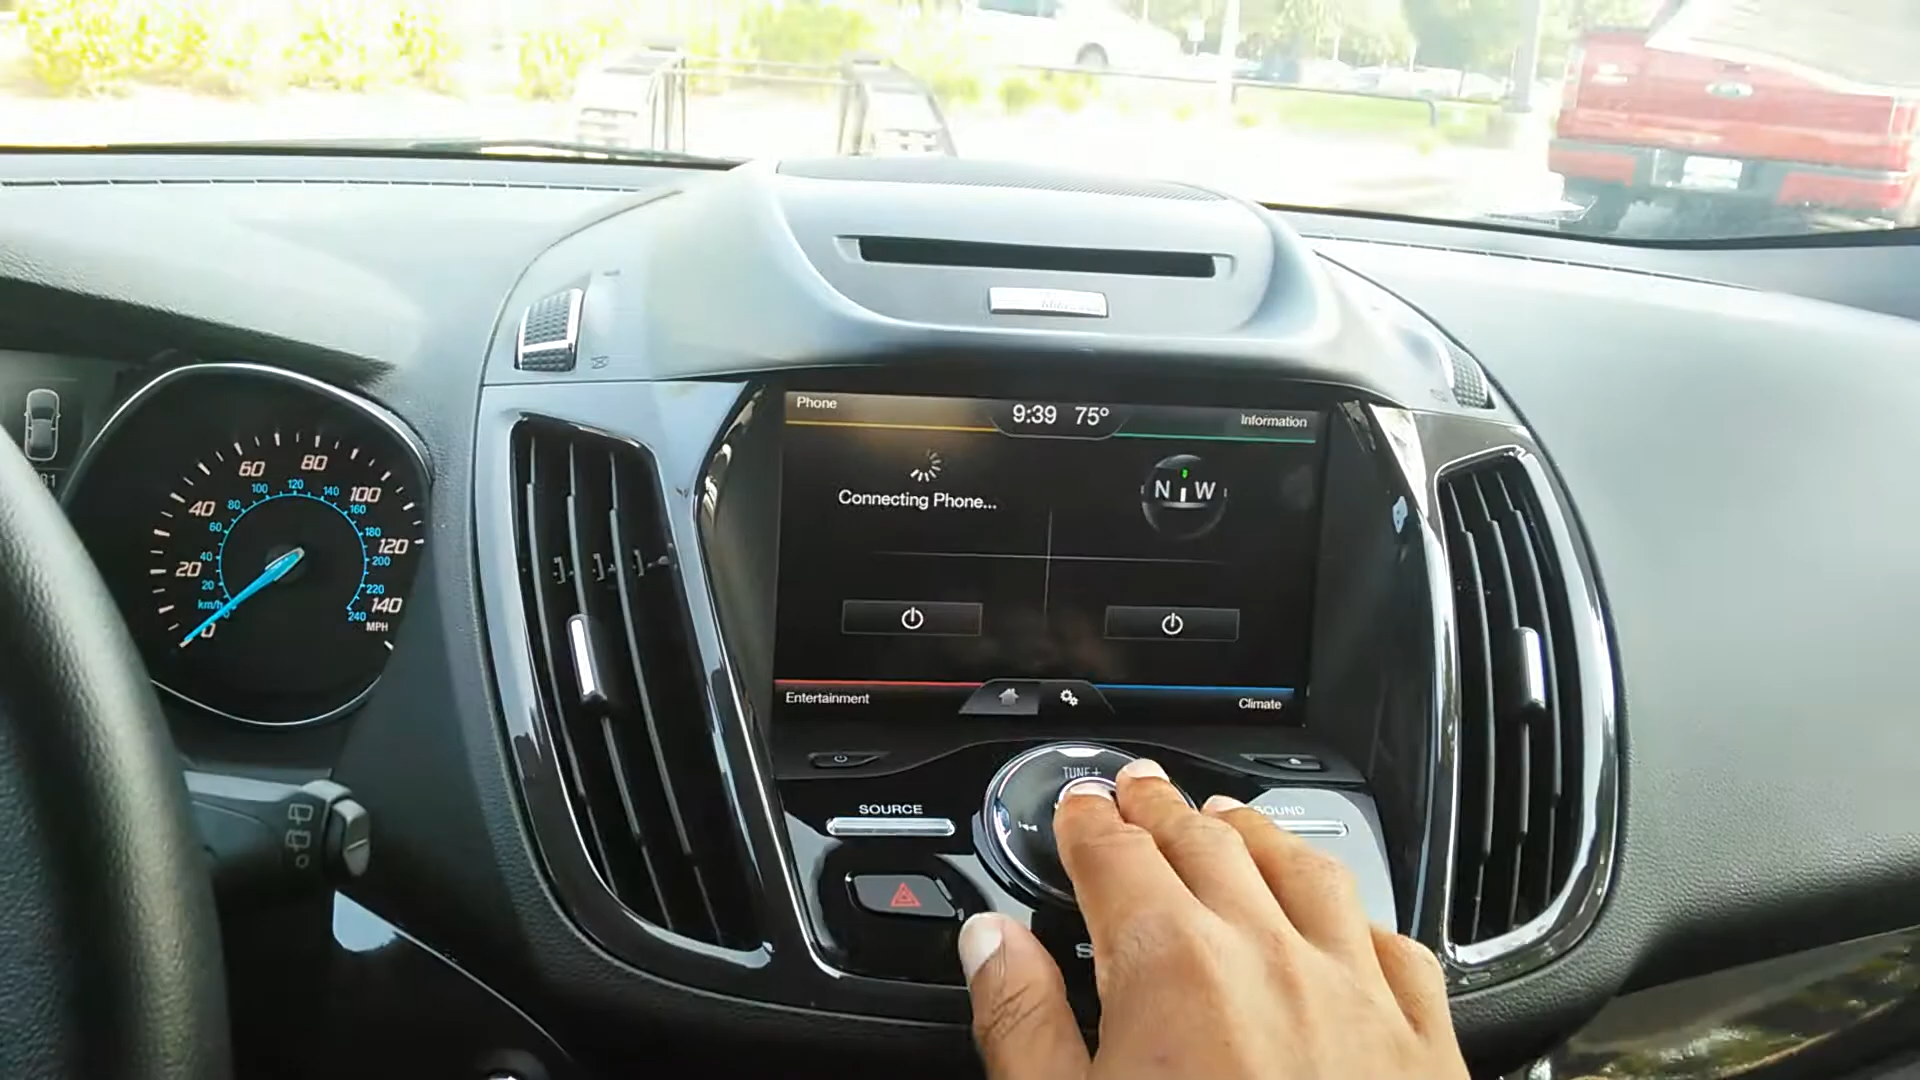 Phone
9:39 75°
Information
Connecting Phone...
N W
Entertainment
Climate
TUNE +
SOURCE
SOUND
S
60 80
40 100
20 120
0 140
MPH
100 120 140
80 160
60 180
40 200
20 220
km/h 240